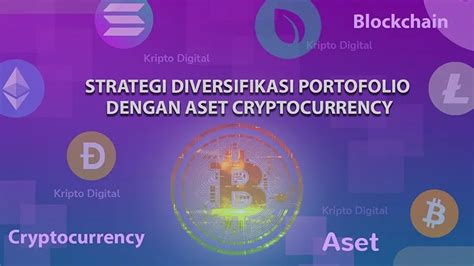 Blockchain
Kripto Digital
Kripto Digital
STRATEGI DIVERSIFIKASI PORTOFOLIO
DENGAN ASET CRYPTOCURRENCY
Kripto Digital
Kripto Digital
Cryptocurrency
Aset